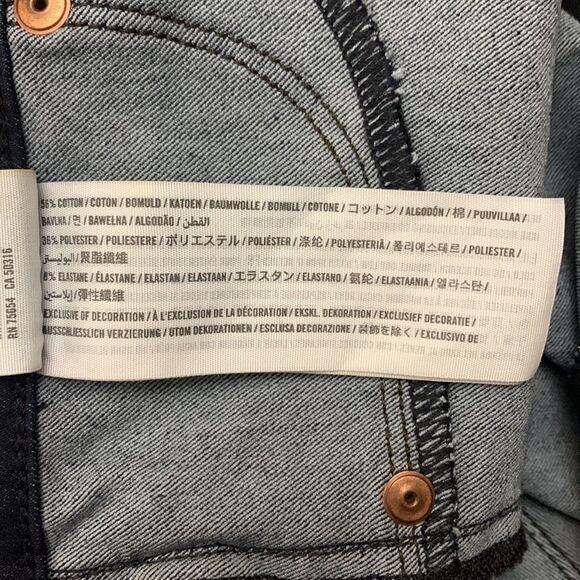 56% COTTON / COTON / BOMULD / KATOEN / BAUMWOLLE / BOMULL / COTONE / コットン / ALGODÓN / 棉 / PUUVILLAA /
BAVLNA / 면 / BAWEŁNA / ALGODÃO / القطن /
36% POLYESTER / POLIESTERE / ポリエステル / POLIÉSTER / 涤纶 / POLYESTERIÄ / 폴리에스테르 / POLIESTER /
البوليستر / 聚脂纖維
8% ELASTANE / ÉLASTANE / ELASTAN / ELASTAAN / エラスタン / ELASTANO / 氨纶 / ELASTAANIA / 엘라스탄 /
إيلاستين / 彈性纖維
EXCLUSIVE OF DECORATION / À L'EXCLUSION DE LA DÉCORATION / EKSKL. DEKORATION / EXCLUSIEF DECORATIE /
AUSSCHLIESSLICH VERZIERUNG / UTOM DEKORATIONEN / ESCLUSA DECORAZIONE / 装飾を除く / EXCLUSIVO DE
RN 75654 CA 50316